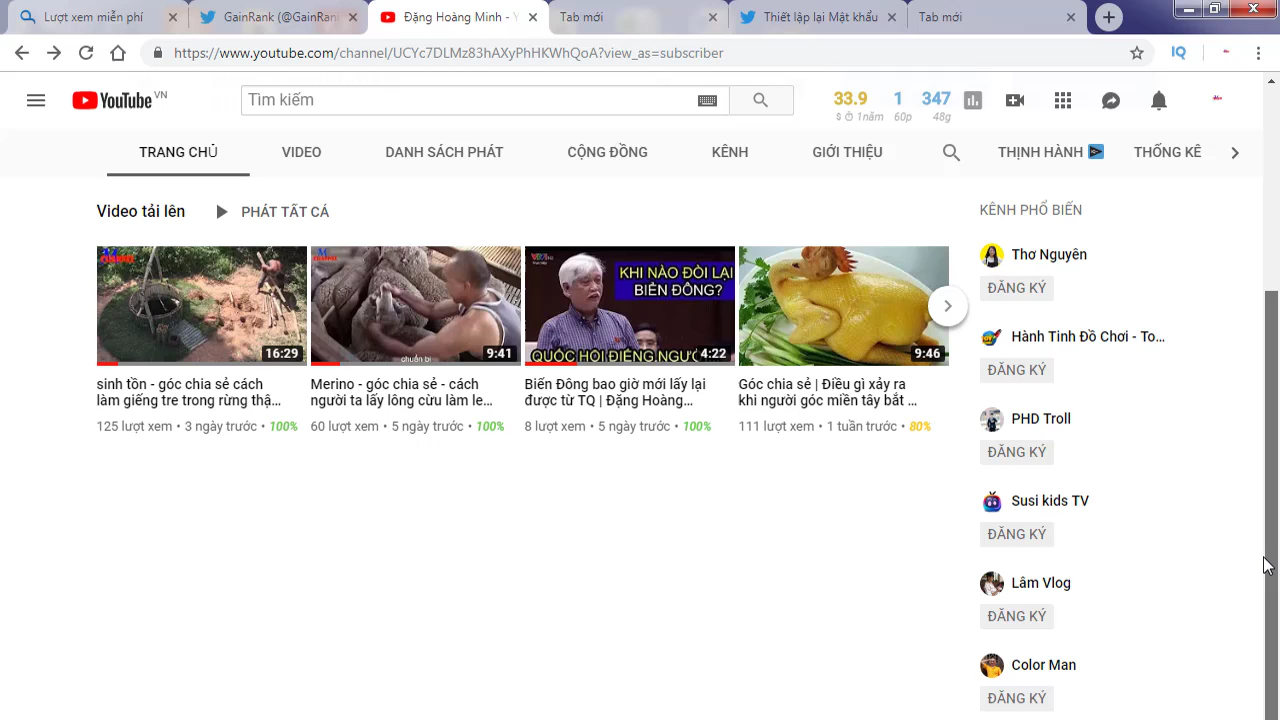 Lượt xem miễn phí
GainRank (@GainRan
Đặng Hoàng Minh - Y
Tab mới
Thiết lập lại Mật khẩu
Tab mới
https://www.youtube.com/channel/UCYc7DLMz83hAXyPhHKWhQoA?view_as=subscriber
IQ
YouTube VN
Tìm kiếm
33.9 1 347
1năm 60p 48g
TRANG CHỦ VIDEO DANH SÁCH PHÁT CỘNG ĐỒNG KÊNH GIỚI THIỆU THỊNH HÀNH THỐNG KÊ
Video tải lên PHÁT TẤT CẢ
16:29
sinh tồn - góc chia sẻ cách
làm giếng tre trong rừng thậ...
125 lượt xem • 3 ngày trước • 100%
chuẩn bị
9:41
Merino - góc chia sẻ - cách
người ta lấy lông cừu làm le...
60 lượt xem • 5 ngày trước • 100%
KHI NÀO ĐÒI LẠI
BIỂN ĐÔNG?
QUỐC HỘI ĐIẾNG NGƯỜ
4:22
Biển Đông bao giờ mới lấy lại
được từ TQ | Đặng Hoàng...
8 lượt xem • 5 ngày trước • 100%
9:46
Góc chia sẻ | Điều gì xảy ra
khi người góc miền tây bắt ...
111 lượt xem • 1 tuần trước • 80%
KÊNH PHỔ BIẾN
Thơ Nguyễn
ĐĂNG KÝ
Hành Tinh Đồ Chơi - To...
ĐĂNG KÝ
PHD Troll
ĐĂNG KÝ
Susi kids TV
ĐĂNG KÝ
Lâm Vlog
ĐĂNG KÝ
Color Man
ĐĂNG KÝ